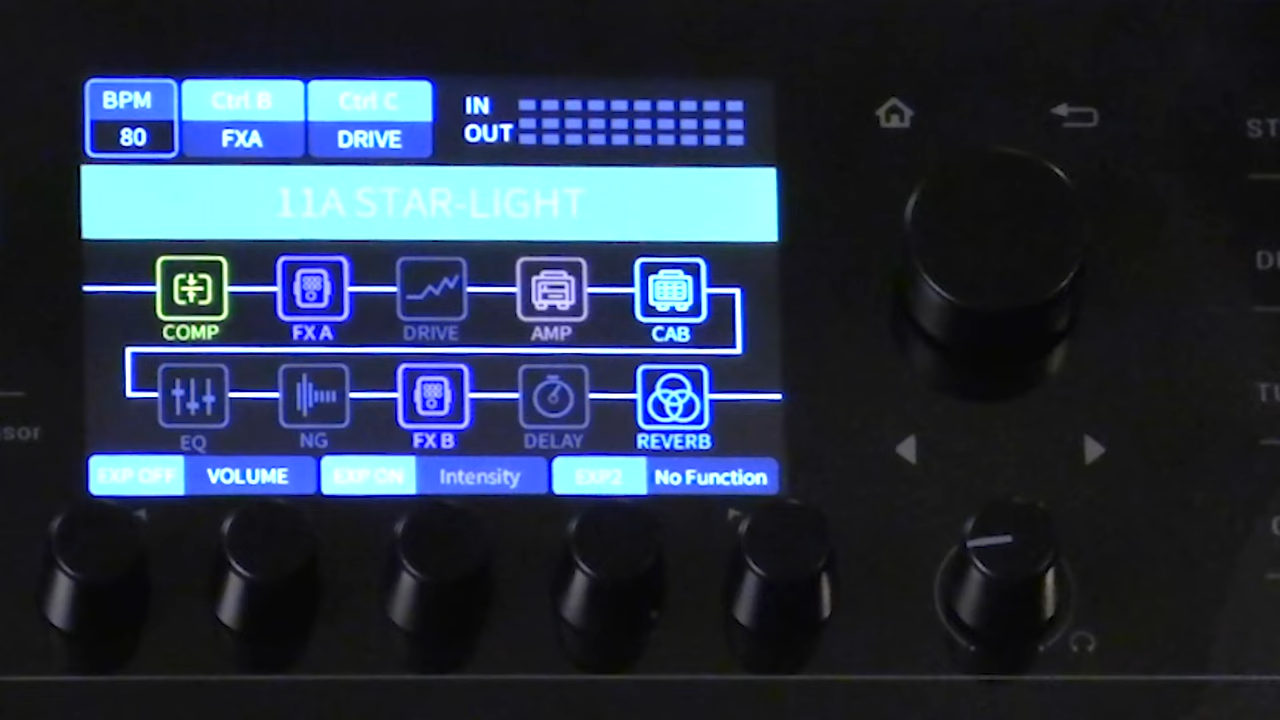 BPM Ctrl B Ctrl C IN
80 FXA DRIVE OUT
11A STAR-LIGHT
COMP FX A DRIVE AMP CAB
EQ NG FX B DELAY REVERB
EXP OFF VOLUME EXP ON Intensity EXP2 No Function